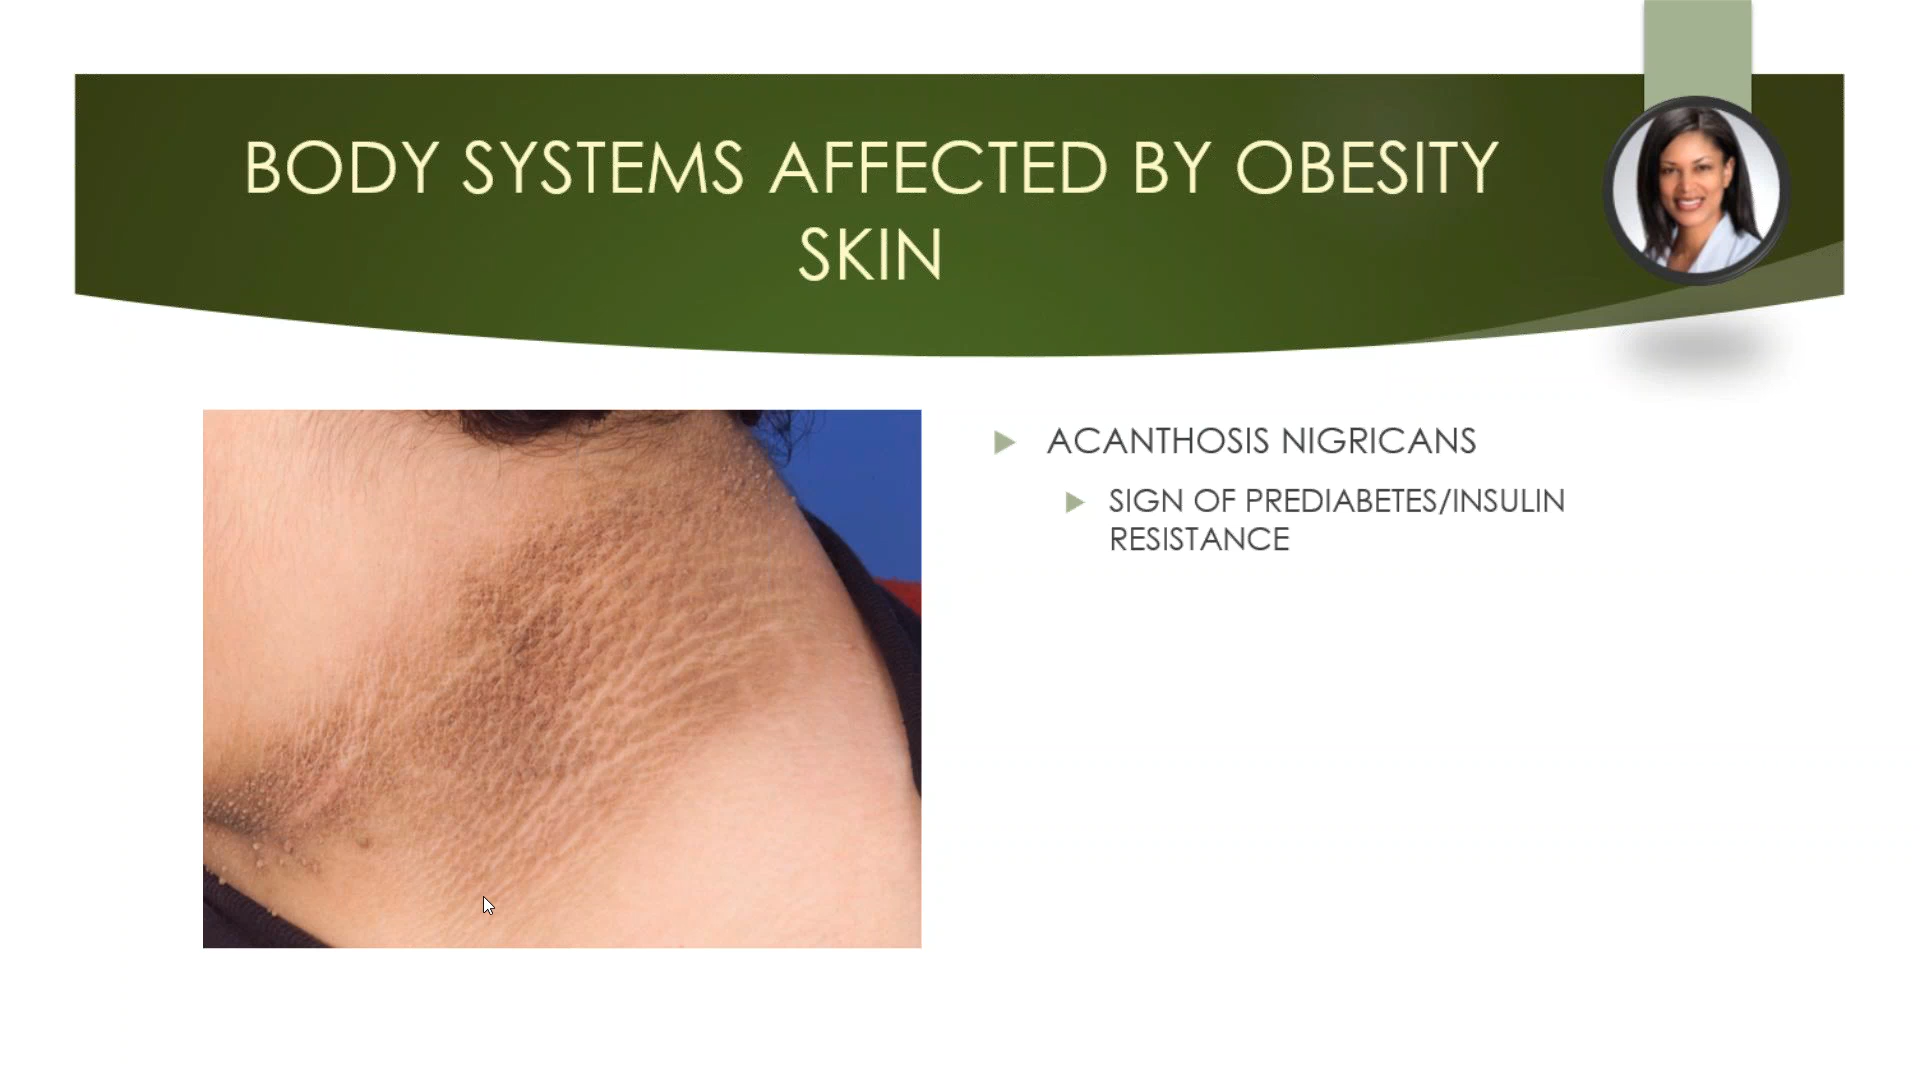 BODY SYSTEMS AFFECTED BY OBESITY
SKIN
ACANTHOSIS NIGRICANS
SIGN OF PREDIABETES/INSULIN
RESISTANCE